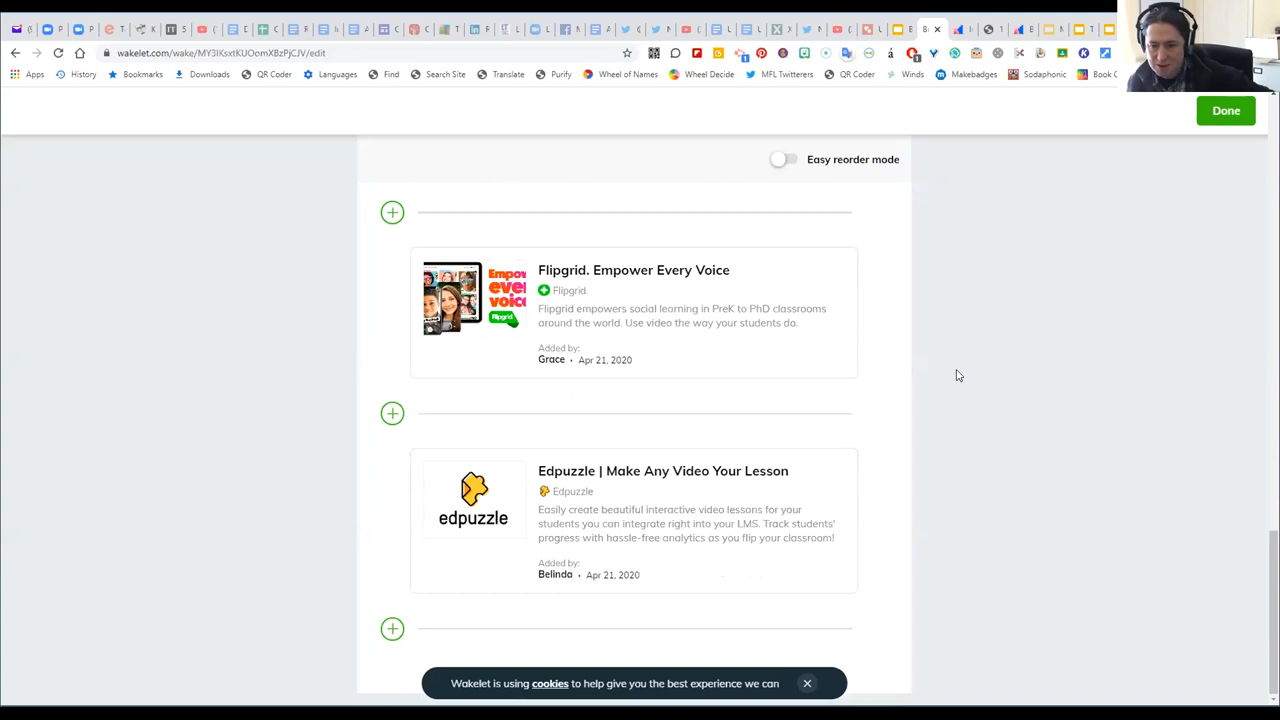 wakelet.com/wake/MY3IKsxtKUOomXBzPjCJV/edit
Apps
History
Bookmarks
Downloads
QR Coder
Languages
Find
Search Site
Translate
Purify
Wheel of Names
Wheel Decide
MFL Twitterers
QR Coder
Winds
Makebadges
Sodaphonic
Book C
Done
Easy reorder mode
Flipgrid. Empower Every Voice
Flipgrid.
Flipgrid empowers social learning in PreK to PhD classrooms
around the world. Use video the way your students do.
Added by:
Grace · Apr 21, 2020
Edpuzzle | Make Any Video Your Lesson
Edpuzzle
edpuzzle
Easily create beautiful interactive video lessons for your
students you can integrate right into your LMS. Track students'
progress with hassle-free analytics as you flip your classroom!
Added by:
Belinda · Apr 21, 2020
Wakelet is using cookies to help give you the best experience we can